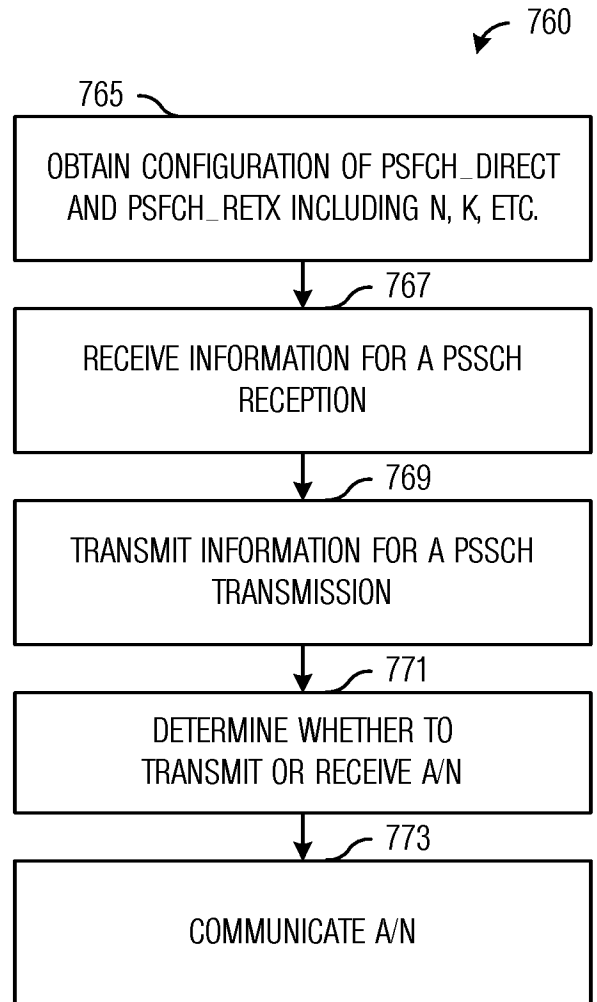 760
765
OBTAIN CONFIGURATION OF PSFCH_DIRECT
AND PSFCH_RETX INCLUDING N, K, ETC.
767
RECEIVE INFORMATION FOR A PSSCH
RECEPTION
769
TRANSMIT INFORMATION FOR A PSSCH
TRANSMISSION
771
DETERMINE WHETHER TO
TRANSMIT OR RECEIVE A/N
773
COMMUNICATE A/N